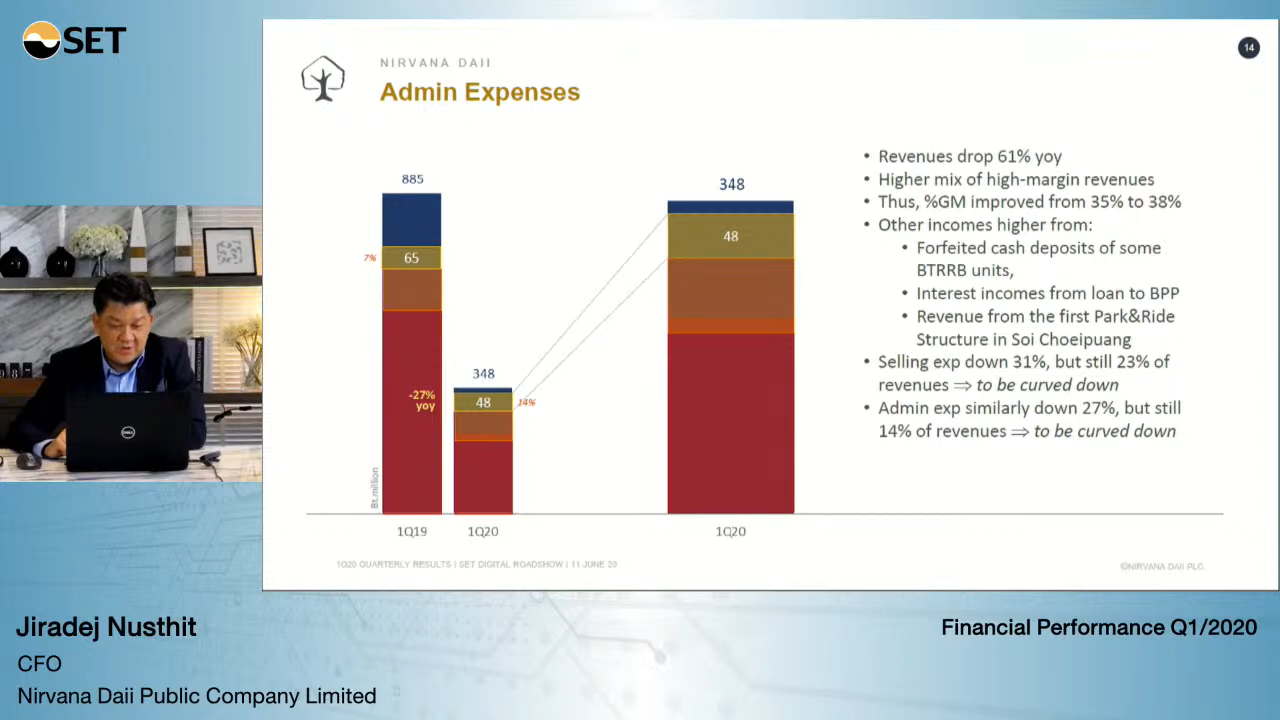 SET
14
NIRVANA DAII
Admin Expenses
885
7%
65
-27%
yoy
Bt.million
1Q19
348
48
14%
1Q20
348
48
1Q20
• Revenues drop 61% yoy
• Higher mix of high-margin revenues
• Thus, %GM improved from 35% to 38%
• Other incomes higher from:
• Forfeited cash deposits of some
BTRRB units,
• Interest incomes from loan to BPP
• Revenue from the first Park&Ride
Structure in Soi Choeipuang
• Selling exp down 31%, but still 23% of
revenues ⇒ to be curved down
• Admin exp similarly down 27%, but still
14% of revenues ⇒ to be curved down
1Q20 QUARTERLY RESULTS | SET DIGITAL ROADSHOW | 11 JUNE 20
©NIRVANA DAII PLC.
DELL
Jiradej Nusthit
CFO
Nirvana Daii Public Company Limited
Financial Performance Q1/2020